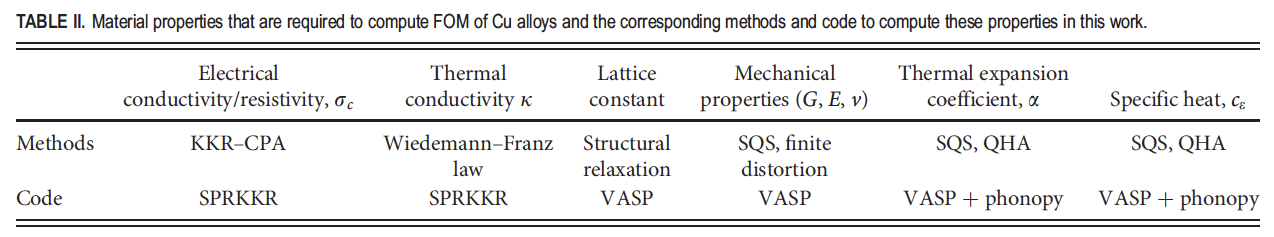 TABLE II. Material properties that are required to compute FOM of Cu alloys and the corresponding methods and code to compute these properties in this work.
Electrical Thermal Lattice Mechanical Thermal expansion
conductivity/resistivity, σc conductivity κ constant properties (G, E, ν) coefficient, α Specific heat, cε
Methods KKR–CPA Wiedemann–Franz Structural SQS, finite SQS, QHA SQS, QHA
law relaxation distortion
Code SPRKKR SPRKKR VASP VASP VASP + phonopy VASP + phonopy